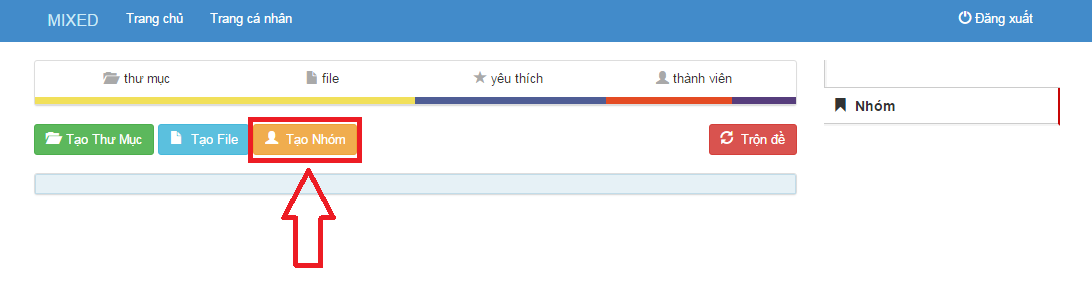 MIXED Trang chủ Trang cá nhân Đăng xuất
thư mục file yêu thích thành viên
Nhóm
Tạo Thư Mục Tạo File Tạo Nhóm Trộn đề